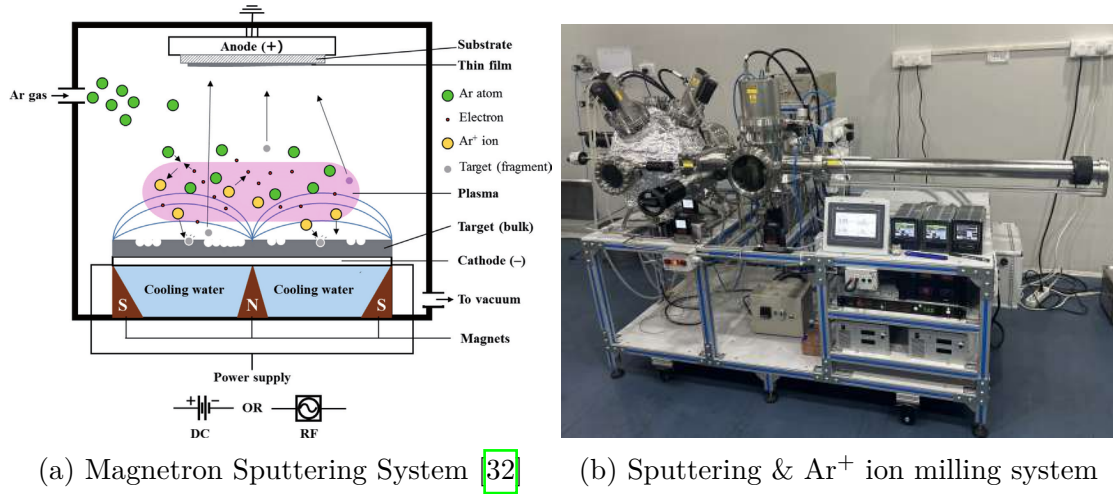 Anode (+)
Substrate
Thin film
Ar gas
Ar atom
Electron
Ar⁺ ion
Target (fragment)
Plasma
Target (bulk)
Cathode (–)
Cooling water
Cooling water
S
N
S
To vacuum
Magnets
Power supply
+ – OR
DC RF
(a) Magnetron Sputtering System [32]
(b) Sputtering & Ar⁺ ion milling system